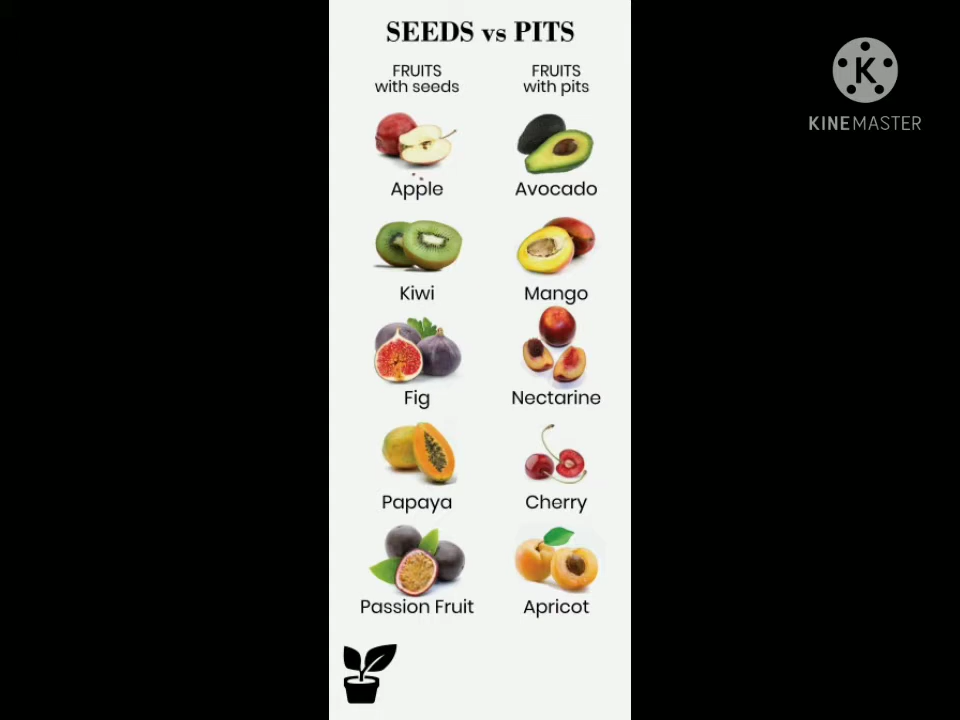 SEEDS vs PITS
FRUITS
with seeds
FRUITS
with pits
Apple
Avocado
Kiwi
Mango
Fig
Nectarine
Papaya
Cherry
Passion Fruit
Apricot
K
KINEMASTER